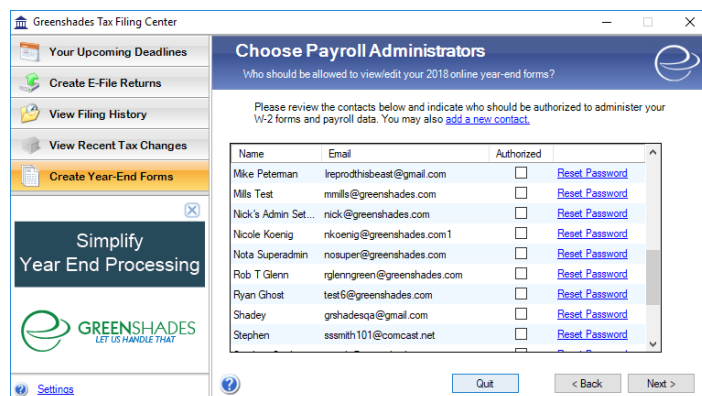 Greenshades Tax Filing Center
Your Upcoming Deadlines
Create E-File Returns
View Filing History
View Recent Tax Changes
Create Year-End Forms
Simplify
Year End Processing
GREENSHADES
LET US HANDLE THAT
Settings
Choose Payroll Administrators
Who should be allowed to view/edit your 2018 online year-end forms?
Please review the contacts below and indicate who should be authorized to administer your
W-2 forms and payroll data. You may also add a new contact.
Name Email Authorized
Mike Peterman Ireprodthisbeast@gmail.com Reset Password
Mills Test mmills@greenshades.com Reset Password
Nick's Admin Set... nick@greenshades.com Reset Password
Nicole Koenig nkoenig@greenshades.com1 Reset Password
Nota Superadmin nosuper@greenshades.com Reset Password
Rob T Glenn rglenngreen@greenshades.com Reset Password
Ryan Ghost test6@greenshades.com Reset Password
Shadey grshadesqa@gmail.com Reset Password
Stephen sssmith101@comcast.net Reset Password
Quit < Back Next >